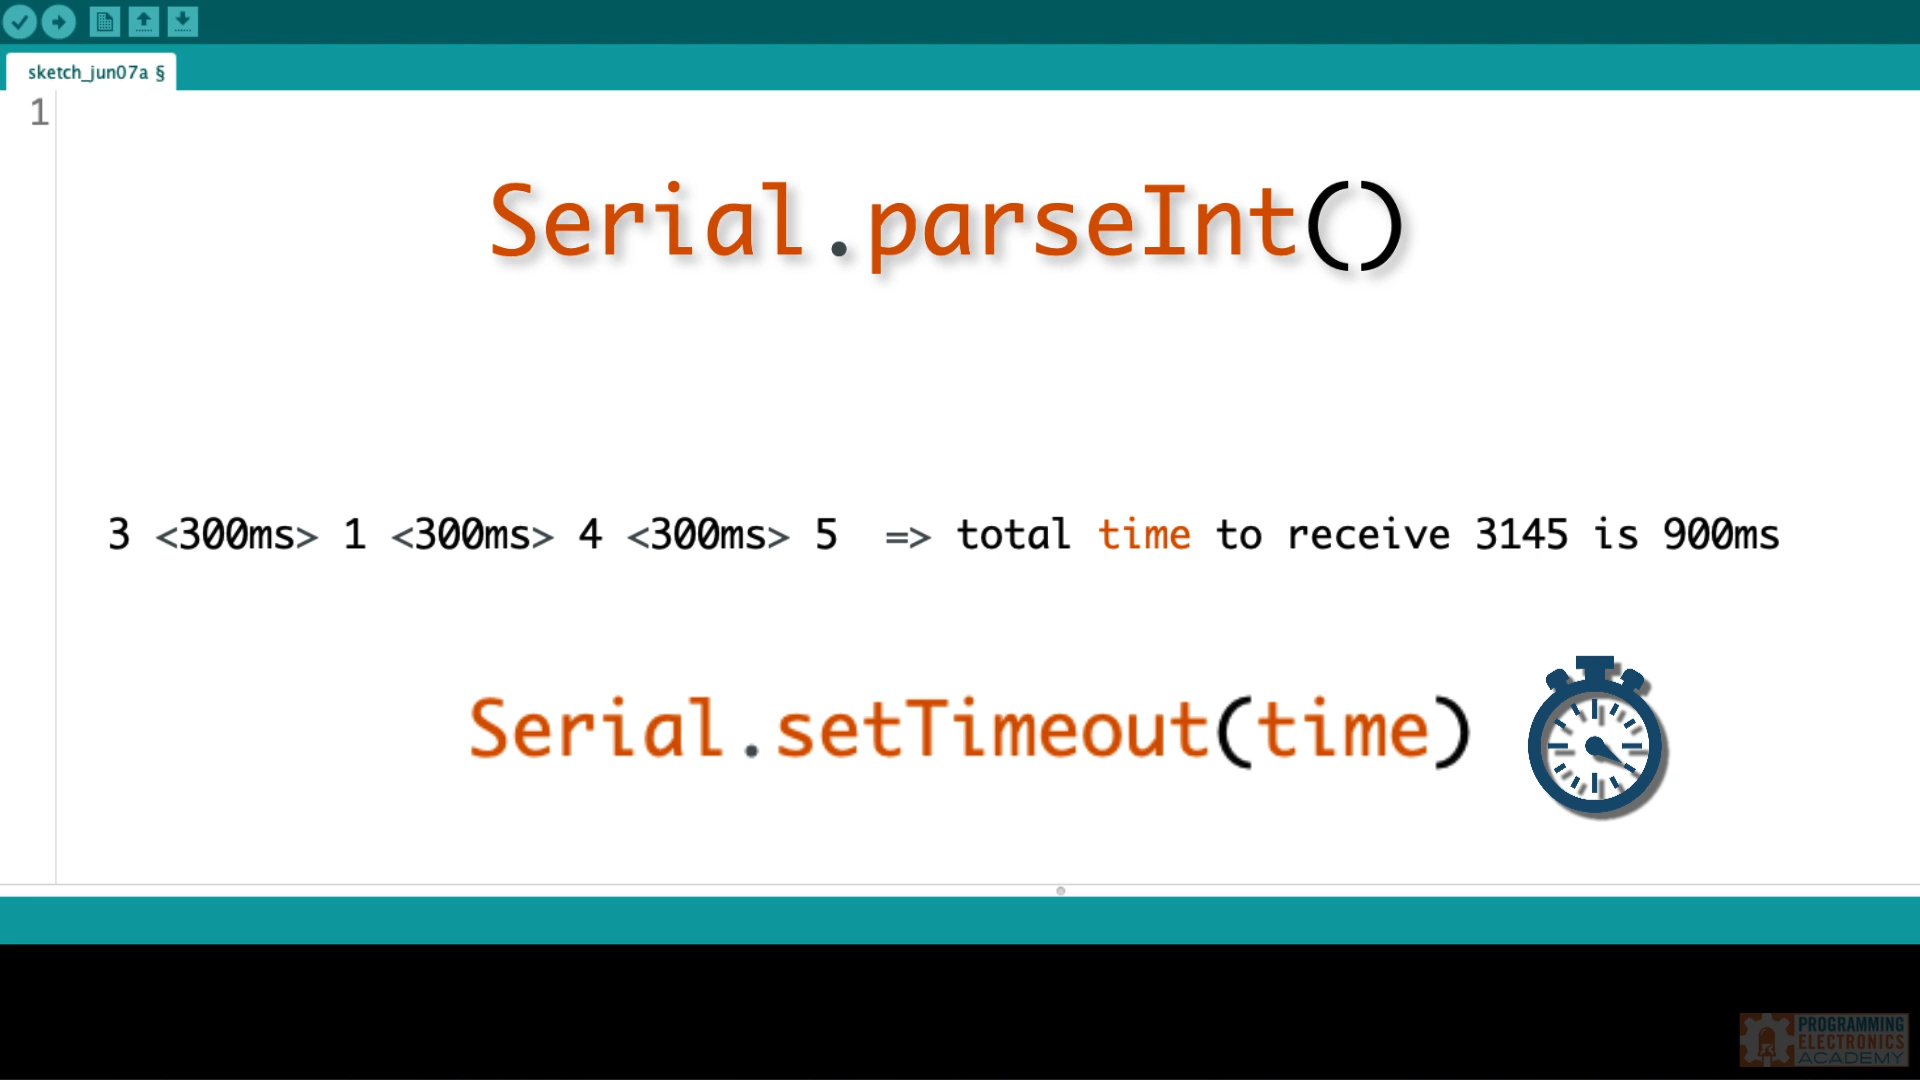 sketch_jun07a §
1
Serial.parseInt()
3 <300ms> 1 <300ms> 4 <300ms> 5 => total time to receive 3145 is 900ms
Serial.setTimeout(time)
PROGRAMMING
ELECTRONICS
ACADEMY